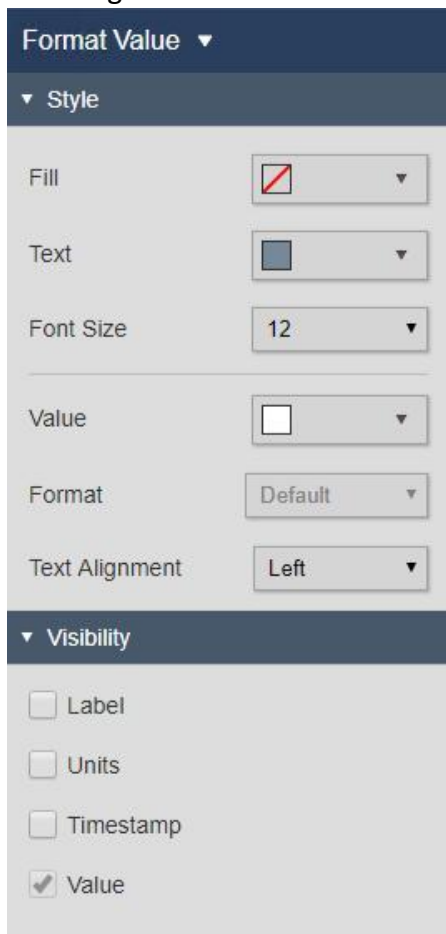 Format Value
Style
Fill
Text
Font Size 12
Value
Format Default
Text Alignment Left
Visibility
Label
Units
Timestamp
Value